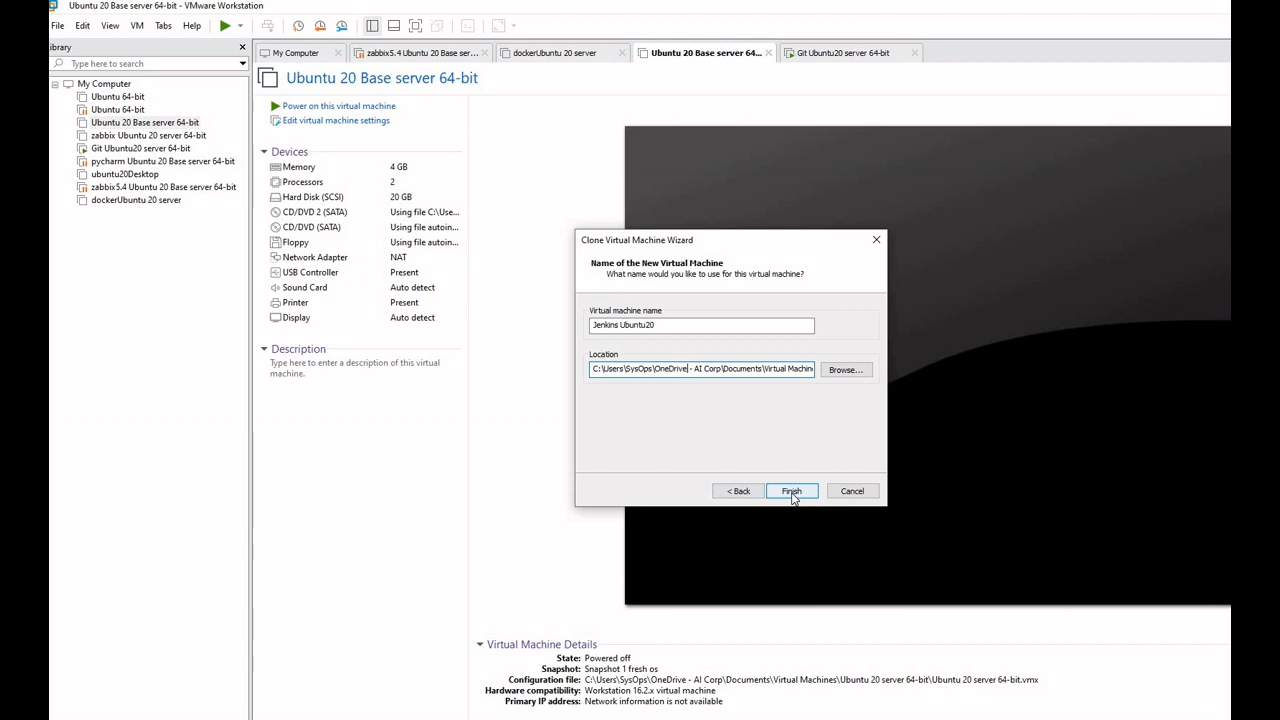 Ubuntu 20 Base server 64-bit - VMware Workstation
File Edit View VM Tabs Help
ibrary
Type here to search
My Computer
Ubuntu 64-bit
Ubuntu 64-bit
Ubuntu 20 Base server 64-bit
zabbix Ubuntu 20 server 64-bit
Git Ubuntu20 server 64-bit
pycharm Ubuntu 20 Base server 64-bit
ubuntu20Desktop
zabbix5.4 Ubuntu 20 Base server 64-bit
dockerUbuntu 20 server
My Computer zabbix5.4 Ubuntu 20 Base ser... dockerUbuntu 20 server Ubuntu 20 Base server 64... Git Ubuntu20 server 64-bit
Ubuntu 20 Base server 64-bit
Power on this virtual machine
Edit virtual machine settings
Devices
Memory 4 GB
Processors 2
Hard Disk (SCSI) 20 GB
CD/DVD 2 (SATA) Using file C:\Use...
CD/DVD (SATA) Using file autoin...
Floppy Using file autoin...
Network Adapter NAT
USB Controller Present
Sound Card Auto detect
Printer Present
Display Auto detect
Description
Type here to enter a description of this virtual
machine.
Clone Virtual Machine Wizard
Name of the New Virtual Machine
What name would you like to use for this virtual machine?
Virtual machine name
Jenkins Ubuntu20
Location
C:\Users\SysOps\OneDrive - AI Corp\Documents\Virtual Machin
Browse...
< Back Finish Cancel
Virtual Machine Details
State: Powered off
Snapshot: Snapshot 1 fresh os
Configuration file: C:\Users\SysOps\OneDrive - AI Corp\Documents\Virtual Machines\Ubuntu 20 server 64-bit\Ubuntu 20 server 64-bit.vmx
Hardware compatibility: Workstation 16.2.x virtual machine
Primary IP address: Network information is not available